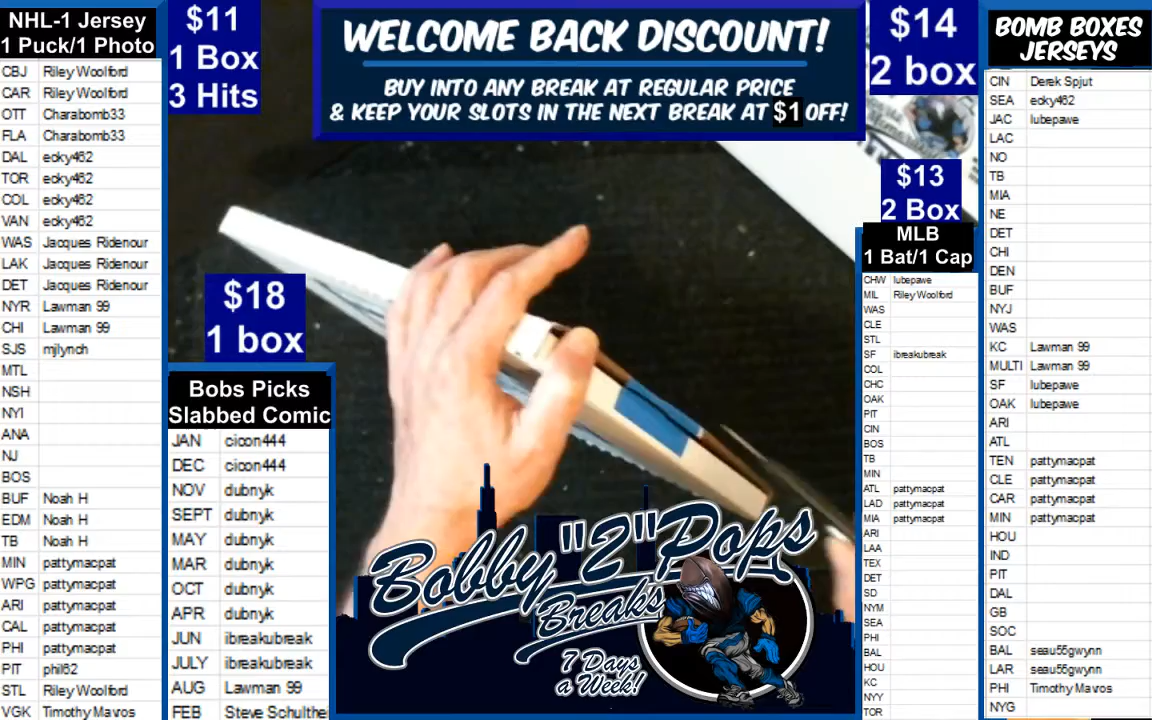 NHL-1 Jersey
1 Puck/1 Photo
CBJ Riley Woolford
CAR Riley Woolford
OTT Charabomb33
FLA Charabomb33
DAL eoky462
TOR eoky462
COL eoky462
VAN eoky462
WAS Jacques Ridenour
LAK Jacques Ridenour
DET Jacques Ridenour
NYR Lawman 99
CHI Lawman 99
SJS mjlynch
MTL
NSH
NYI
ANA
NJ
BOS
BUF Noah H
EDM Noah H
TB Noah H
MIN pattymacpat
WPG pattymacpat
ARI pattymacpat
CAL pattymacpat
PHI pattymacpat
PIT phil62
STL Riley Woolford
VGK Timothy Mavros
$11
1 Box
3 Hits
$18
1 box
Bobs Picks
Slabbed Comic
JAN cicon444
DEC cicon444
NOV dubnyk
SEPT dubnyk
MAY dubnyk
MAR dubnyk
OCT dubnyk
APR dubnyk
JUN ibreakubreak
JULY ibreakubreak
AUG Lawman 99
FEB Steve Schulthe
WELCOME BACK DISCOUNT!
BUY INTO ANY BREAK AT REGULAR PRICE
& KEEP YOUR SLOTS IN THE NEXT BREAK AT $1 OFF!
Bobby "2" Pops
Breaks
7 Days
a Week!
$14
2 box
$13
2 Box
MLB
1 Bat/1 Cap
CHW lubepawe
MIL Riley Woolford
WAS
CLE
STL
SF ibreakubreak
COL
CHC
OAK
PIT
CIN
BOS
TB
MIN
ATL pattymacpat
LAD pattymacpat
MIA pattymacpat
ARI
LAA
TEX
DET
SD
NYM
SEA
PHI
BAL
HOU
KC
NYY
TOR
BOMB BOXES
JERSEYS
CIN Derek Spjut
SEA eoky462
JAC lubepawe
LAC
NO
TB
MIA
NE
DET
CHI
DEN
BUF
NYJ
WAS
KC Lawman 99
MULTI Lawman 99
SF lubepawe
OAK lubepawe
ARI
ATL
TEN pattymacpat
CLE pattymacpat
CAR pattymacpat
MIN pattymacpat
HOU
IND
PIT
DAL
GB
SOC
BAL seau55gwynn
LAR seau55gwynn
PHI Timothy Mavros
NYG